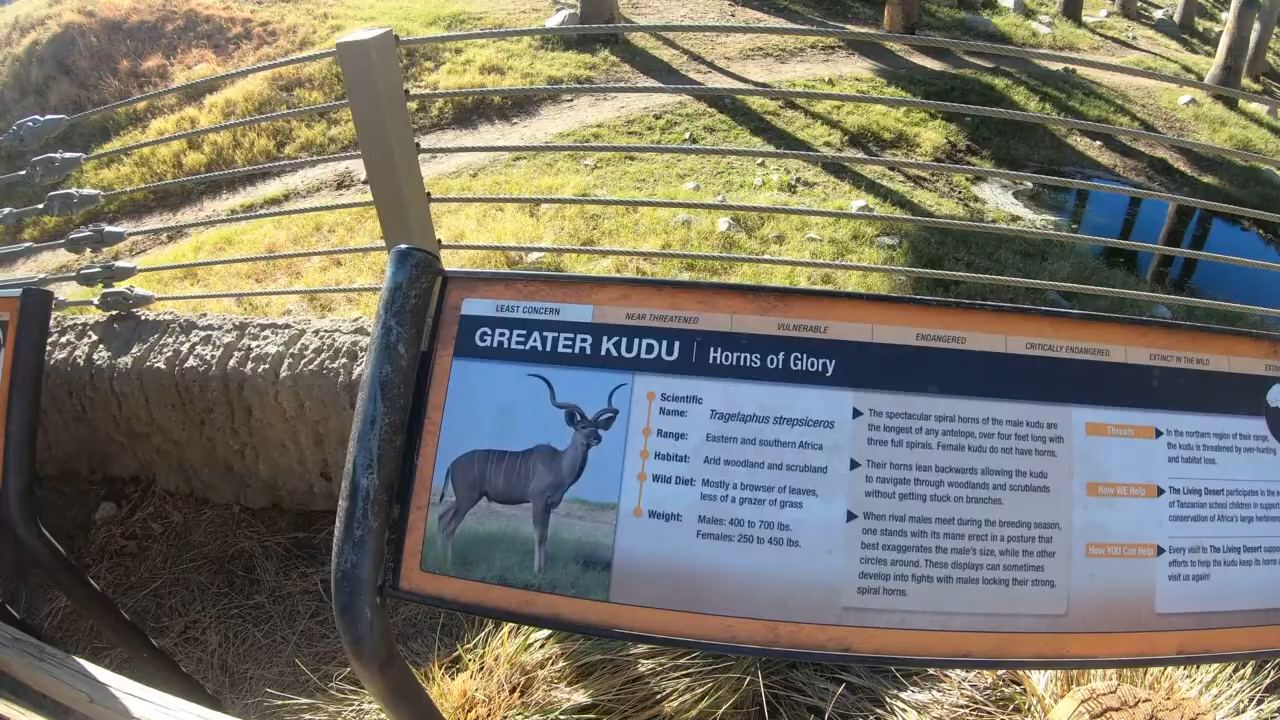 LEAST CONCERN
NEAR THREATENED
VULNERABLE
ENDANGERED
CRITICALLY ENDANGERED
EXTINCT IN THE WILD
GREATER KUDU | Horns of Glory
Scientific
Name: Tragelaphus strepsiceros
Range: Eastern and southern Africa
Habitat: Arid woodland and scrubland
Wild Diet: Mostly a browser of leaves,
less of a grazer of grass
Weight: Males: 400 to 700 lbs.
Females: 250 to 450 lbs.
The spectacular spiral horns of the male kudu are
the longest of any antelope, over four feet long with
three full spirals. Female kudu do not have horns.
Their horns lean backwards allowing the kudu
to navigate through woodlands and scrublands
without getting stuck on branches.
When rival males meet during the breeding season,
one stands with its mane erect in a posture that
best exaggerates the male's size, while the other
circles around. These displays can sometimes
develop into fights with males locking their strong,
spiral horns.
Threats
In the northern region of their range,
the kudu is threatened by over-hunting
and habitat loss.
How WE Help
The Living Desert participates in the
of Tanzanian school children in support
conservation of Africa's large
How YOU Can Help
Every visit to The Living Desert
efforts to help the kudu keep its horns
visit us again!